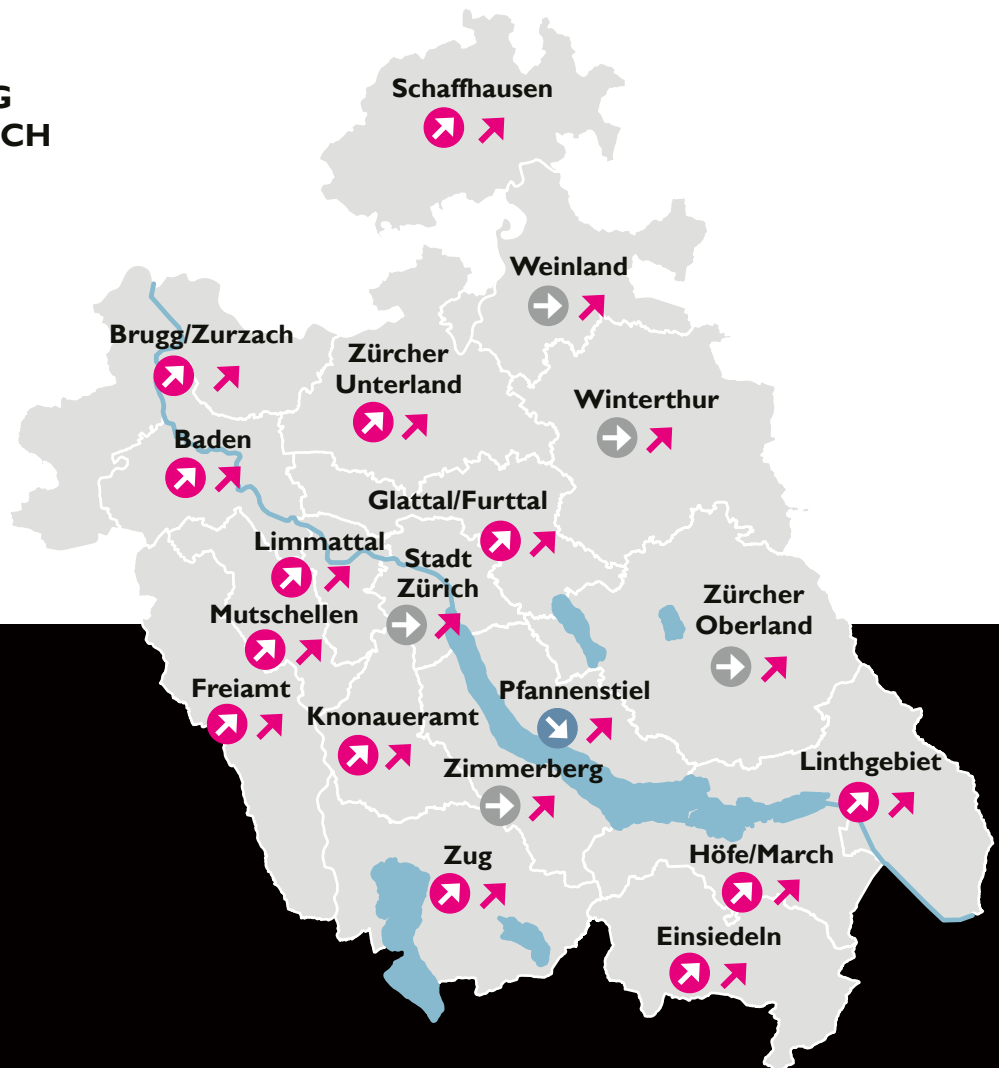 G
CH
Schaffhausen
Weinland
Brugg/Zurzach
Zürcher
Unterland
Winterthur
Baden
Glattal/Furttal
Limmattal
Stadt
Zürich
Zürcher
Oberland
Mutschellen
Freiamt
Knonaueramt
Pfannenstiel
Zimmerberg
Linthgebiet
Zug
Höfe/March
Einsiedeln